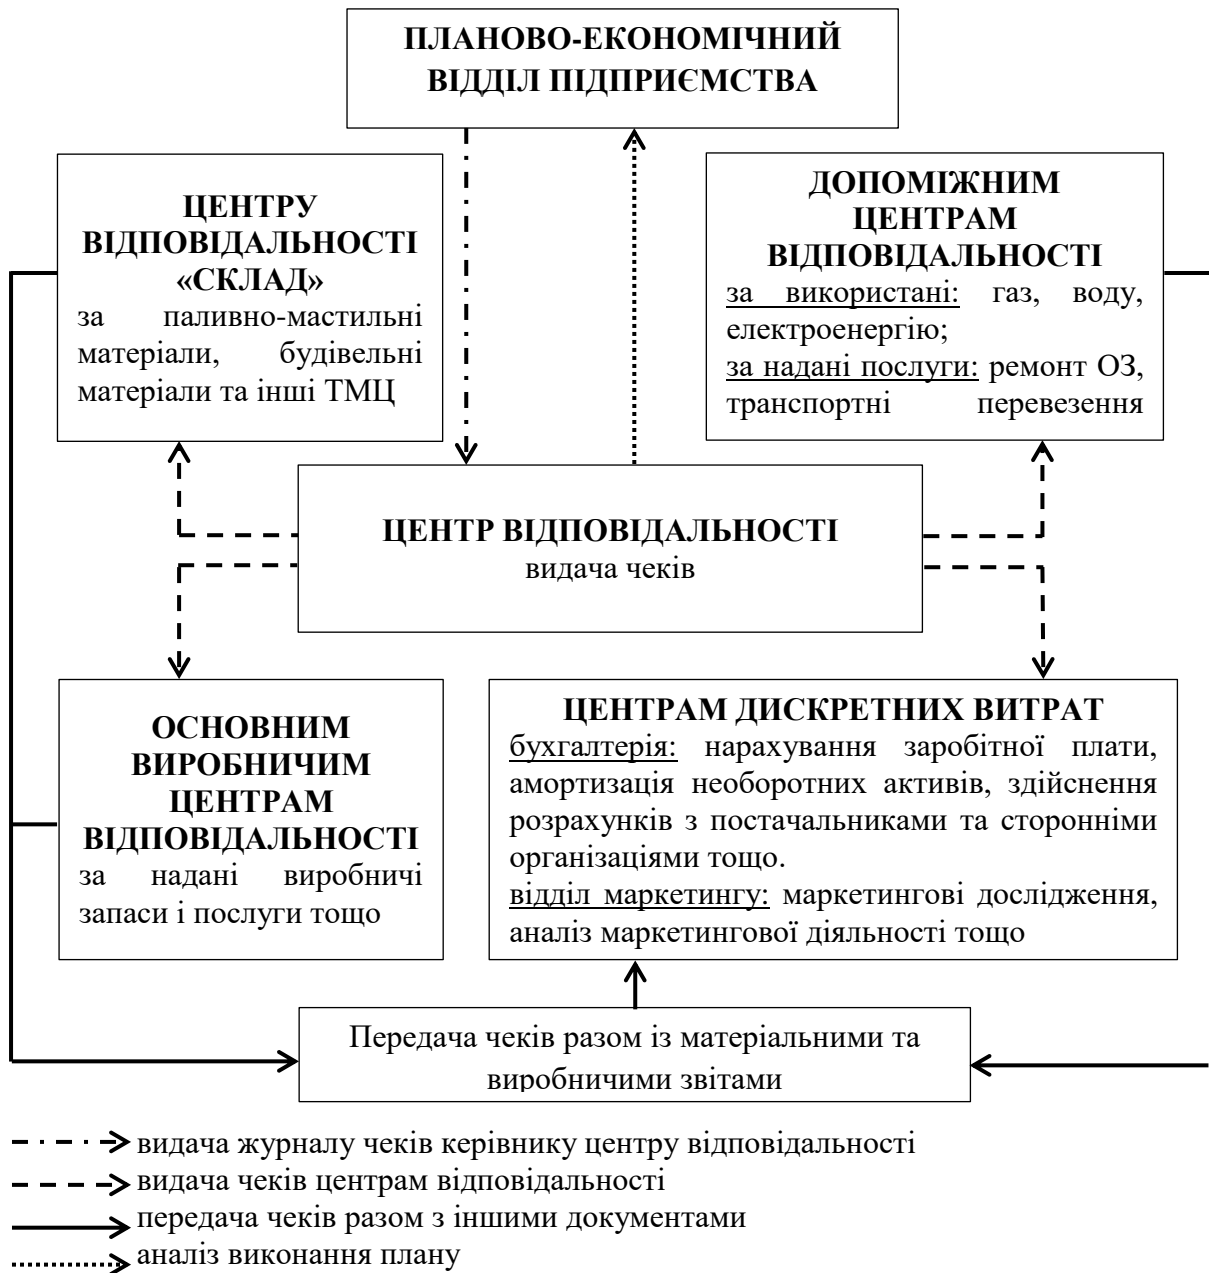 ПЛАНОВО-ЕКОНОМІЧНИЙ
ВІДДІЛ ПІДПРИЄМСТВА
ЦЕНТРУ
ВІДПОВІДАЛЬНОСТІ
«СКЛАД»
за паливно-мастильні
матеріали, будівельні
матеріали та інші ТМЦ
ДОПОМІЖНИМ
ЦЕНТРАМ
ВІДПОВІДАЛЬНОСТІ
за використані: газ, воду,
електроенергію;
за надані послуги: ремонт ОЗ,
транспортні перевезення
ЦЕНТР ВІДПОВІДАЛЬНОСТІ
видача чеків
ОСНОВНИМ
ВИРОБНИЧИМ
ЦЕНТРАМ
ВІДПОВІДАЛЬНОСТІ
за надані виробничі
запаси і послуги тощо
ЦЕНТРАМ ДИСКРЕТНИХ ВИТРАТ
бухгалтерія: нарахування заробітної плати,
амортизація необоротних активів, здійснення
розрахунків з постачальниками та сторонніми
організаціями тощо.
відділ маркетингу: маркетингові дослідження,
аналіз маркетингової діяльності тощо
Передача чеків разом із матеріальними та
виробничими звітами
видача журналу чеків керівнику центру відповідальності
видача чеків центрам відповідальності
передача чеків разом з іншими документами
аналіз виконання плану